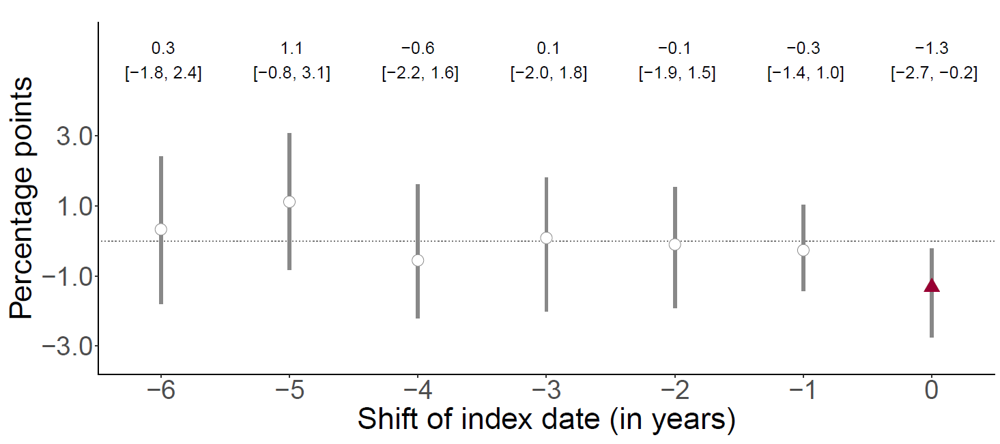 0.3 1.1 −0.6 0.1 −0.1 −0.3 −1.3
[−1.8, 2.4] [−0.8, 3.1] [−2.2, 1.6] [−2.0, 1.8] [−1.9, 1.5] [−1.4, 1.0] [−2.7, −0.2]
Percentage points
3.0
1.0
−1.0
−3.0
−6 −5 −4 −3 −2 −1 0
Shift of index date (in years)